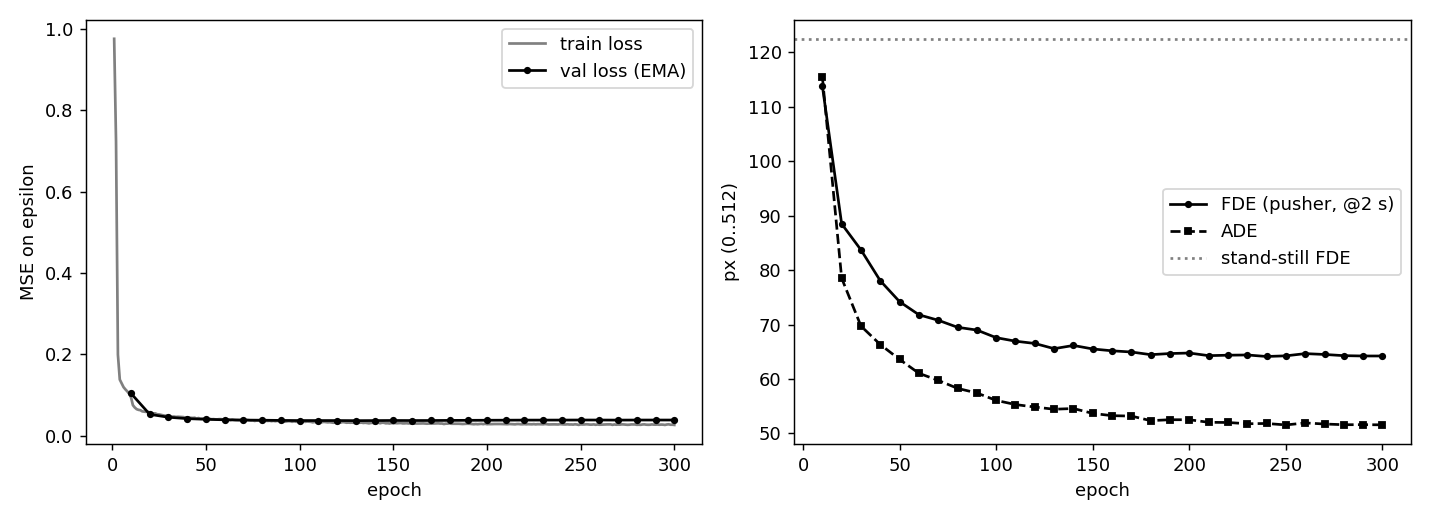 1.0
0.8
0.6
0.4
0.2
0.0
MSE on epsilon
train loss
val loss (EMA)
0 50 100 150 200 250 300
epoch
120
110
100
90
80
70
60
50
px (0..512)
FDE (pusher, @2 s)
ADE
stand-still FDE
0 50 100 150 200 250 300
epoch